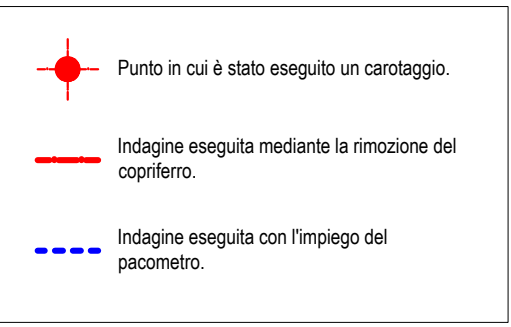 Punto in cui è stato eseguito un carotaggio.
Indagine eseguita mediante la rimozione del
copriferro.
Indagine eseguita con l'impiego del
pacometro.